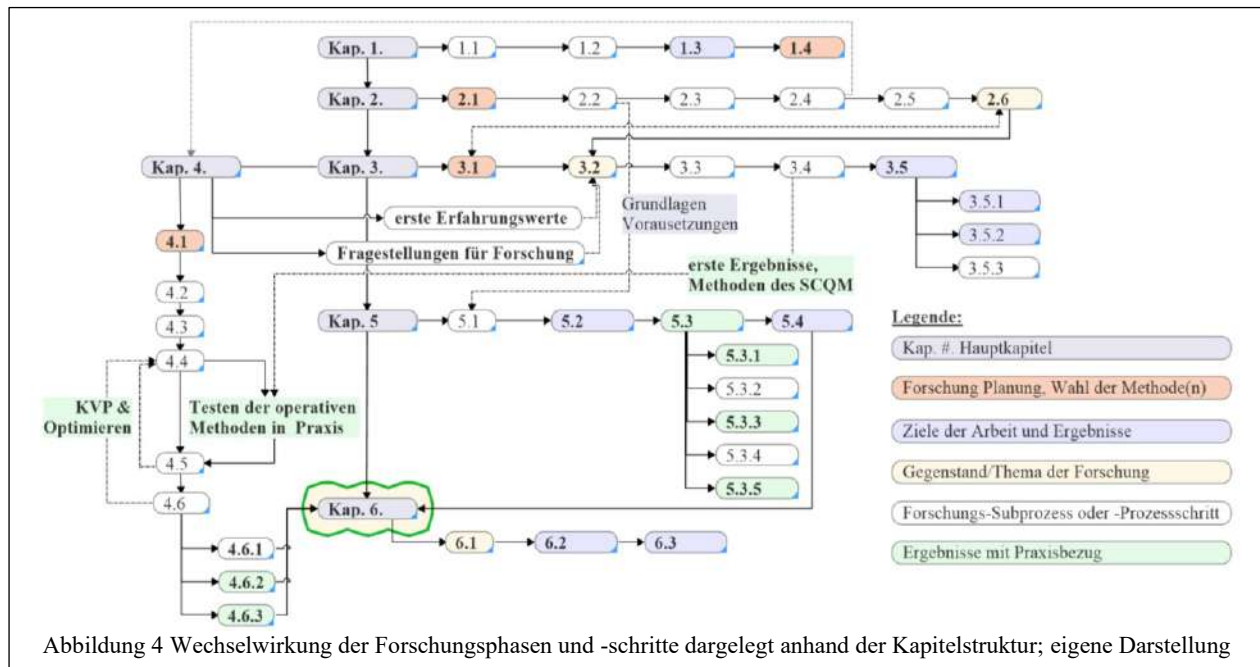 Kap. 1.
1.1
1.2
1.3
1.4
Kap. 2.
2.1
2.2
2.3
2.4
2.5
2.6
Kap. 4.
Kap. 3.
3.1
3.2
3.3
3.4
3.5
3.5.1
3.5.2
3.5.3
erste Erfahrungswerte
Fragestellungen für Forschung
Grundlagen
Vorausetzungen
erste Ergebnisse,
Methoden des SCQM
4.1
4.2
4.3
4.4
KVP &
Optimieren
Testen der operativen
Methoden in Praxis
4.5
4.6
4.6.1
4.6.2
4.6.3
Kap. 5
5.1
5.2
5.3
5.4
5.3.1
5.3.2
5.3.3
5.3.4
5.3.5
Kap. 6.
6.1
6.2
6.3
Legende:
Kap. #. Hauptkapitel
Forschung Planung, Wahl der Methode(n)
Ziele der Arbeit und Ergebnisse
Gegenstand/Thema der Forschung
Forschungs-Subprozess oder -Prozessschritt
Ergebnisse mit Praxisbezug
Abbildung 4 Wechselwirkung der Forschungsphasen und -schritte dargelegt anhand der Kapitelstruktur; eigene Darstellung